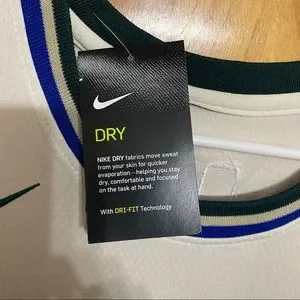 DRY
NIKE DRY fabrics move sweat
from your skin for quicker
evaporation—helping you stay
dry, comfortable and focused
on the task at hand.
With DRI-FIT Technology